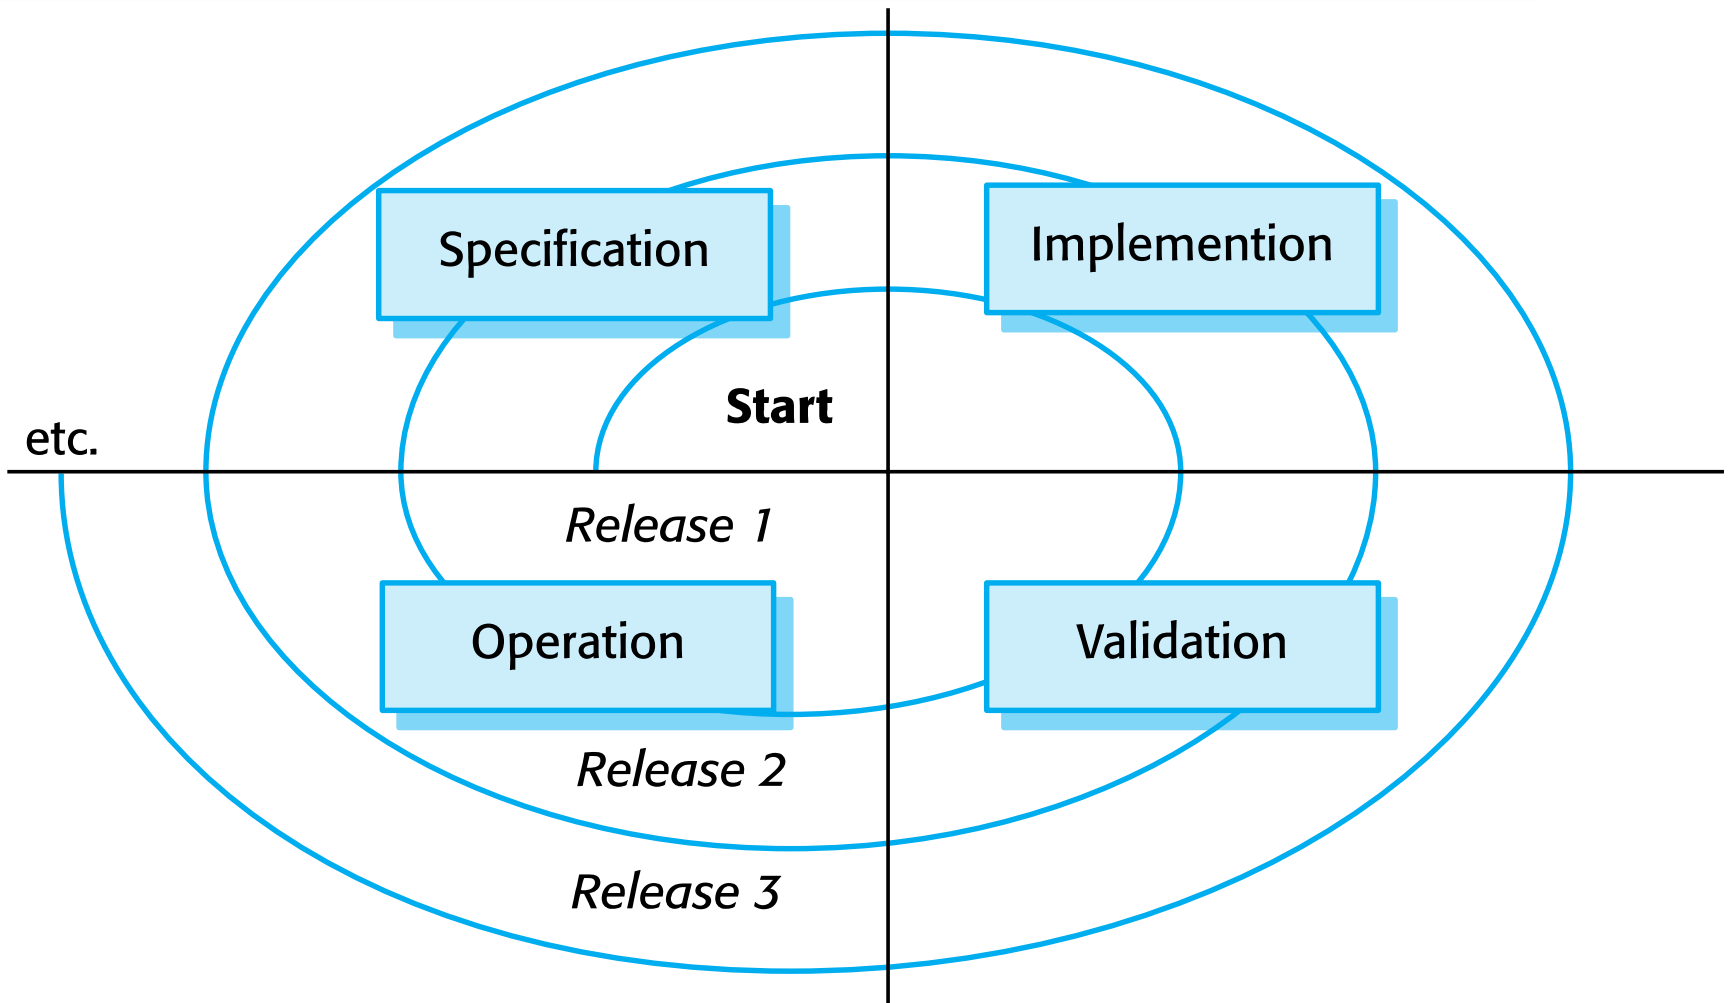 Specification
Implemention
Start
etc.
Release 1
Operation
Validation
Release 2
Release 3